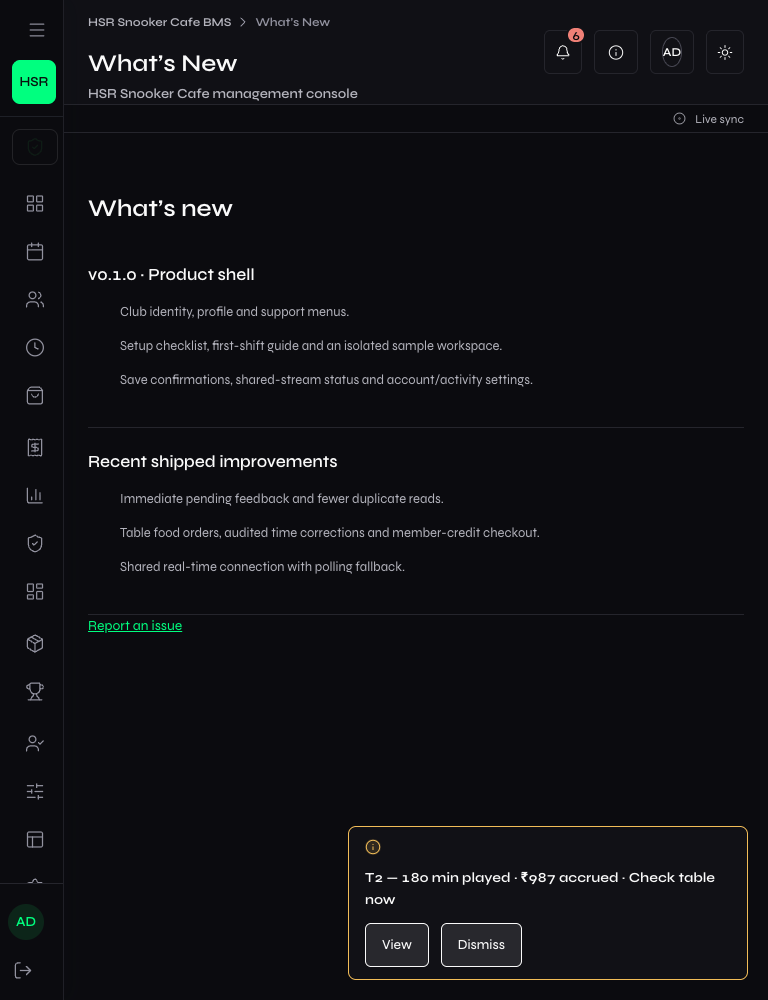 HSR Snooker Cafe BMS > What's New
6
HSR
What's New
AD
HSR Snooker Cafe management console
Live sync
What's new
v0.1.0 · Product shell
Club identity, profile and support menus.
Setup checklist, first-shift guide and an isolated sample workspace.
Save confirmations, shared-stream status and account/activity settings.
Recent shipped improvements
Immediate pending feedback and fewer duplicate reads.
Table food orders, audited time corrections and member-credit checkout.
Shared real-time connection with polling fallback.
Report an issue
T2 — 180 min played · ₹987 accrued · Check table
now
AD
View Dismiss